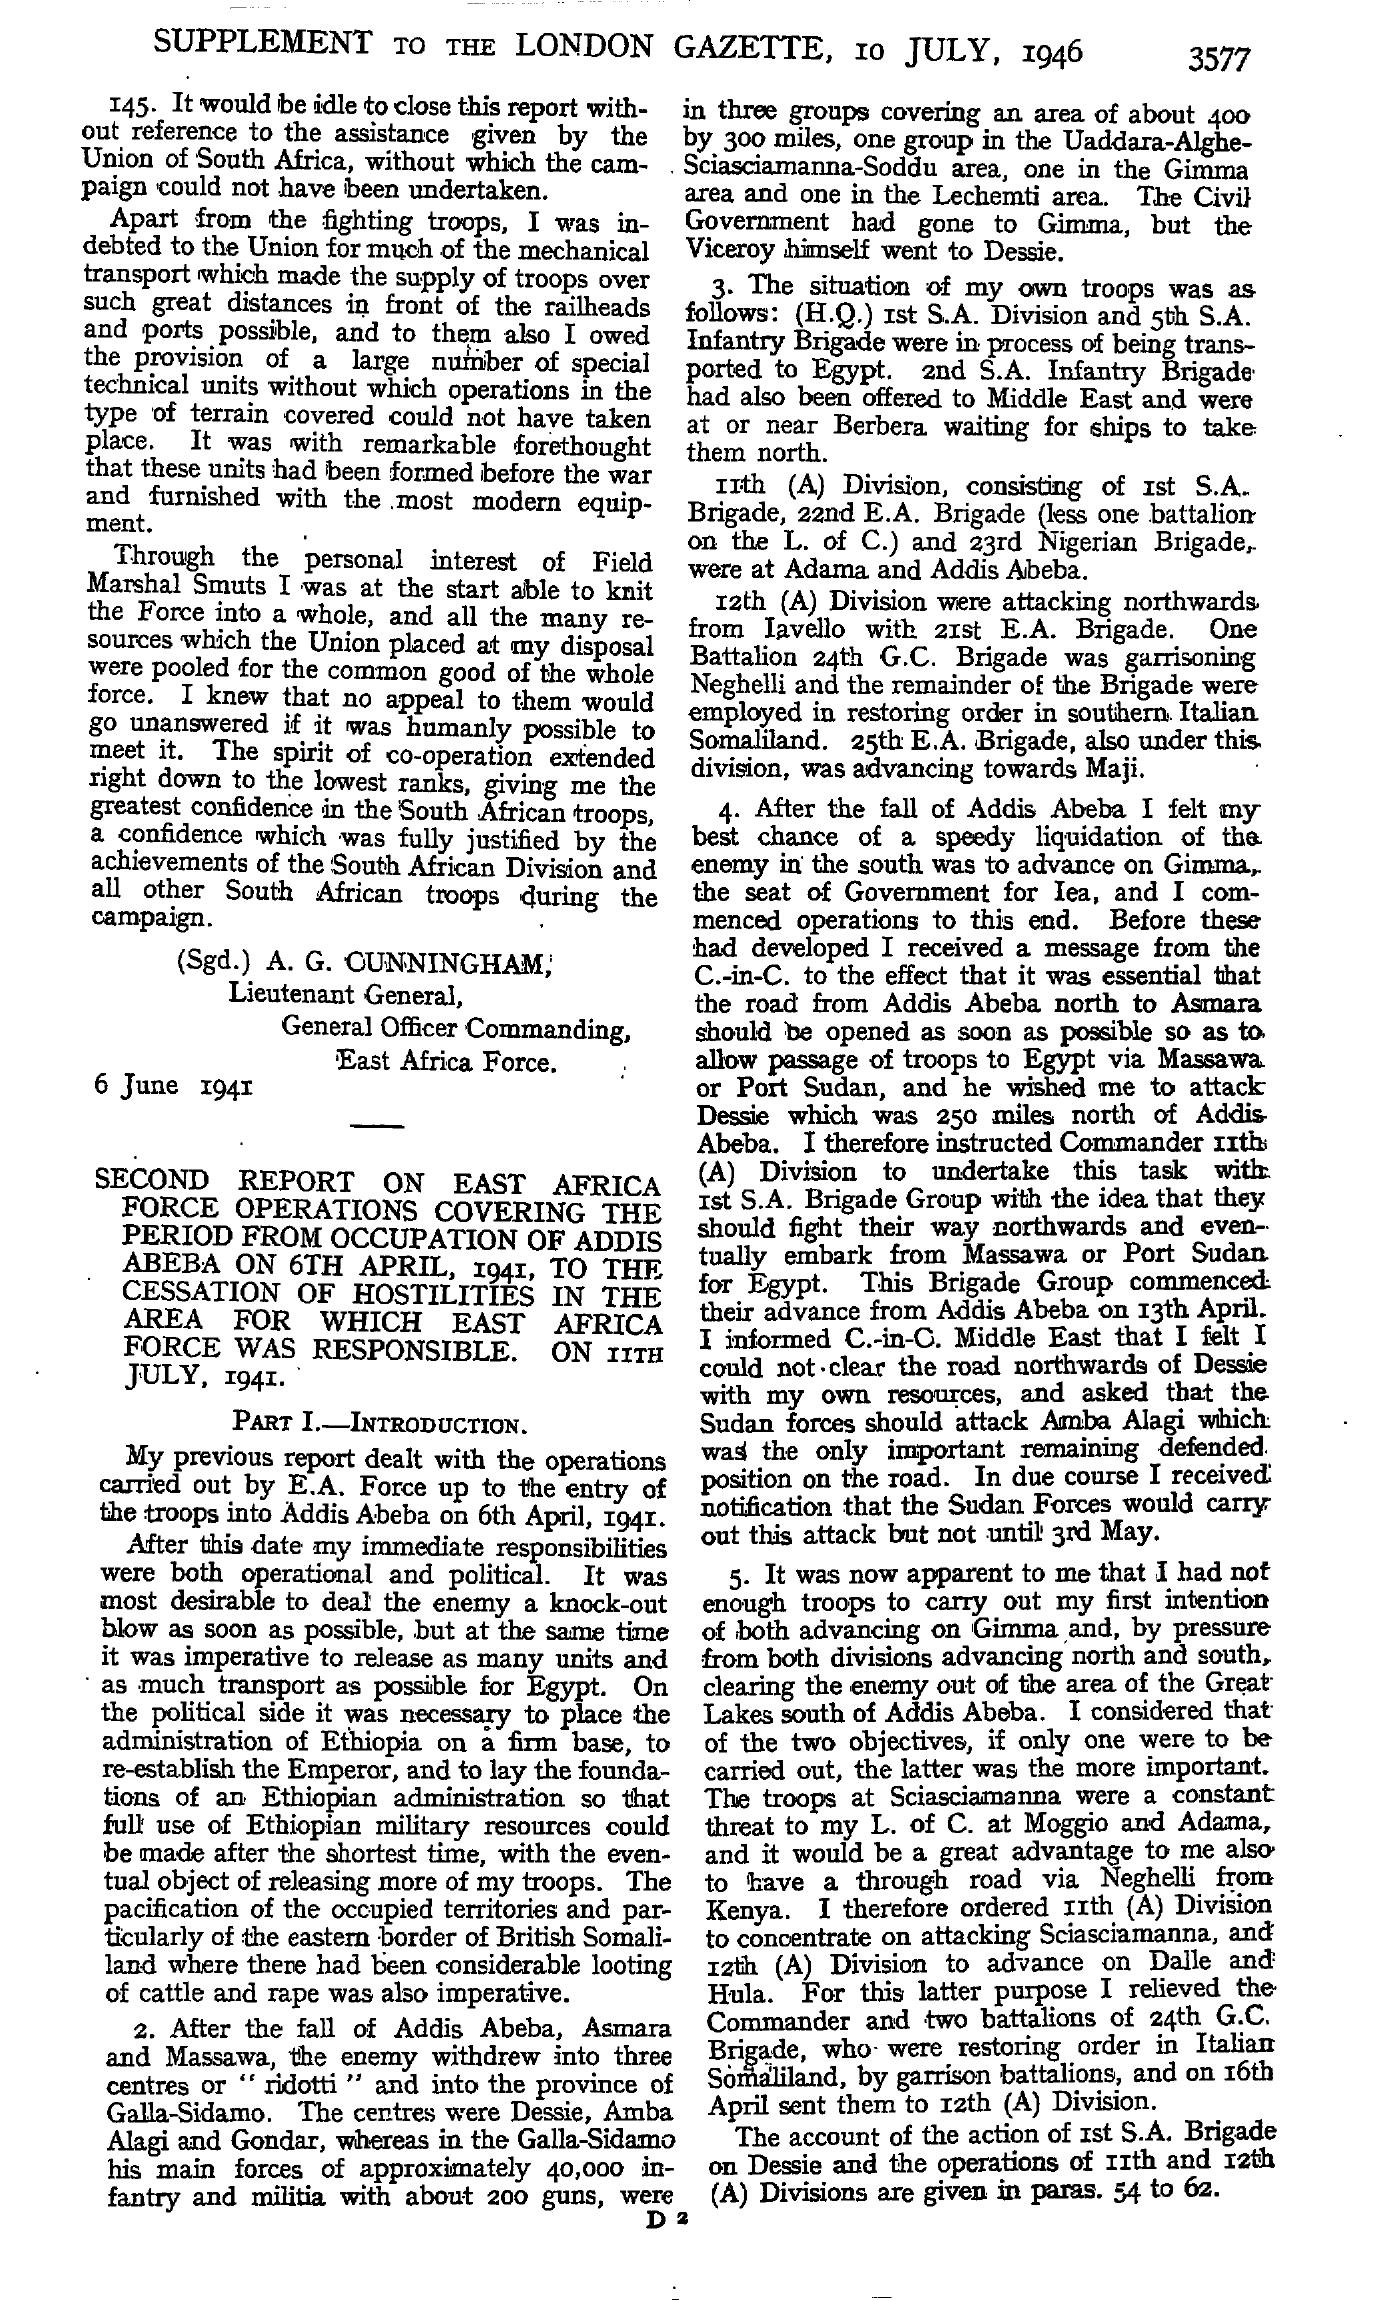 SUPPLEMENT TO THE LONDON GAZETTE, 10 JULY, 1946
3577
145. It would be idle to close this report with-
out reference to the assistance given by the
Union of South Africa, without which the cam-
paign could not have been undertaken.
Apart from the fighting troops, I was in-
debted to the Union for much of the mechanical
transport which made the supply of troops over
such great distances in front of the railheads
and ports possible, and to them also I owed
the provision of a large number of special
technical units without which operations in the
type of terrain covered could not have taken
place. It was with remarkable forethought
that these units had been formed before the war
and furnished with the most modern equip-
ment.
Through the personal interest of Field
Marshal Smuts I was at the start able to knit
the Force into a whole, and all the many re-
sources which the Union placed at my disposal
were pooled for the common good of the whole
force. I knew that no appeal to them would
go unanswered if it was humanly possible to
meet it. The spirit of co-operation extended
right down to the lowest ranks, giving me the
greatest confidence in the South African troops,
a confidence which was fully justified by the
achievements of the South African Division and
all other South African troops during the
campaign.
(Sgd.) A. G. CUNNINGHAM,
Lieutenant General,
General Officer Commanding,
East Africa Force.
6 June 1941
SECOND REPORT ON EAST AFRICA
FORCE OPERATIONS COVERING THE
PERIOD FROM OCCUPATION OF ADDIS
ABEBA ON 6TH APRIL, 1941, TO THE
CESSATION OF HOSTILITIES IN THE
AREA FOR WHICH EAST AFRICA
FORCE WAS RESPONSIBLE. ON 11TH
JULY, 1941.
PART I.—INTRODUCTION.
My previous report dealt with the operations
carried out by E.A. Force up to the entry of
the troops into Addis Abeba on 6th April, 1941.
After this date my immediate responsibilities
were both operational and political. It was
most desirable to deal the enemy a knock-out
blow as soon as possible, but at the same time
it was imperative to release as many units and
as much transport as possible for Egypt. On
the political side it was necessary to place the
administration of Ethiopia on a firm base, to
re-establish the Emperor, and to lay the founda-
tions of an Ethiopian administration so that
full use of Ethiopian military resources could
be made after the shortest time, with the even-
tual object of releasing more of my troops. The
pacification of the occupied territories and par-
ticularly of the eastern border of British Somali-
land where there had been considerable looting
of cattle and rape was also imperative.
2. After the fall of Addis Abeba, Asmara
and Massawa, the enemy withdrew into three
centres or " ridotti " and into the province of
Galla-Sidamo. The centres were Dessie, Amba
Alagi and Gondar, whereas in the Galla-Sidamo
his main forces of approximately 40,000 in-
fantry and militia with about 200 guns, were
in three groups covering an area of about 400
by 300 miles, one group in the Uaddara-Alghe-
Sciasciamanna-Soddu area, one in the Gimma
area and one in the Lechemti area. The Civil
Government had gone to Gimma, but the
Viceroy himself went to Dessie.
3. The situation of my own troops was as
follows: (H.Q.) 1st S.A. Division and 5th S.A.
Infantry Brigade were in process of being trans-
ported to Egypt. 2nd S.A. Infantry Brigade
had also been offered to Middle East and were
at or near Berbera waiting for ships to take
them north.
11th (A) Division, consisting of 1st S.A.
Brigade, 22nd E.A. Brigade (less one battalion
on the L. of C.) and 23rd Nigerian Brigade,
were at Adama and Addis Abeba.
12th (A) Division were attacking northwards
from Iavello with 21st E.A. Brigade. One
Battalion 24th G.C. Brigade was garrisoning
Neghelli and the remainder of the Brigade were
employed in restoring order in southern Italian
Somaliland. 25th E.A. Brigade, also under this
division, was advancing towards Maji.
4. After the fall of Addis Abeba I felt my
best chance of a speedy liquidation of the
enemy in the south was to advance on Gimma,
the seat of Government for Iea, and I com-
menced operations to this end. Before these
had developed I received a message from the
C.-in-C. to the effect that it was essential that
the road from Addis Abeba north to Asmara
should be opened as soon as possible so as to
allow passage of troops to Egypt via Massawa
or Port Sudan, and he wished me to attack
Dessie which was 250 miles north of Addis
Abeba. I therefore instructed Commander 11th
(A) Division to undertake this task with
1st S.A. Brigade Group with the idea that they
should fight their way northwards and even-
tually embark from Massawa or Port Sudan
for Egypt. This Brigade Group commenced
their advance from Addis Abeba on 13th April.
I informed C.-in-C. Middle East that I felt I
could not clear the road northwards of Dessie
with my own resources, and asked that the
Sudan forces should attack Amba Alagi which
was the only important remaining defended
position on the road. In due course I received
notification that the Sudan Forces would carry
out this attack but not until 3rd May.
5. It was now apparent to me that I had not
enough troops to carry out my first intention
of both advancing on Gimma and, by pressure
from both divisions advancing north and south,
clearing the enemy out of the area of the Great
Lakes south of Addis Abeba. I considered that
of the two objectives, if only one were to be
carried out, the latter was the more important.
The troops at Sciasciamanna were a constant
threat to my L. of C. at Moggio and Adama,
and it would be a great advantage to me also
to have a through road via Neghelli from
Kenya. I therefore ordered 11th (A) Division
to concentrate on attacking Sciasciamanna, and
12th (A) Division to advance on Dalle and
Hula. For this latter purpose I relieved the
Commander and two battalions of 24th G.C.
Brigade, who were restoring order in Italian
Somaliland, by garrison battalions, and on 16th
April sent them to 12th (A) Division.
The account of the action of 1st S.A. Brigade
on Dessie and the operations of 11th and 12th
(A) Divisions are given in paras. 54 to 62.
D 2